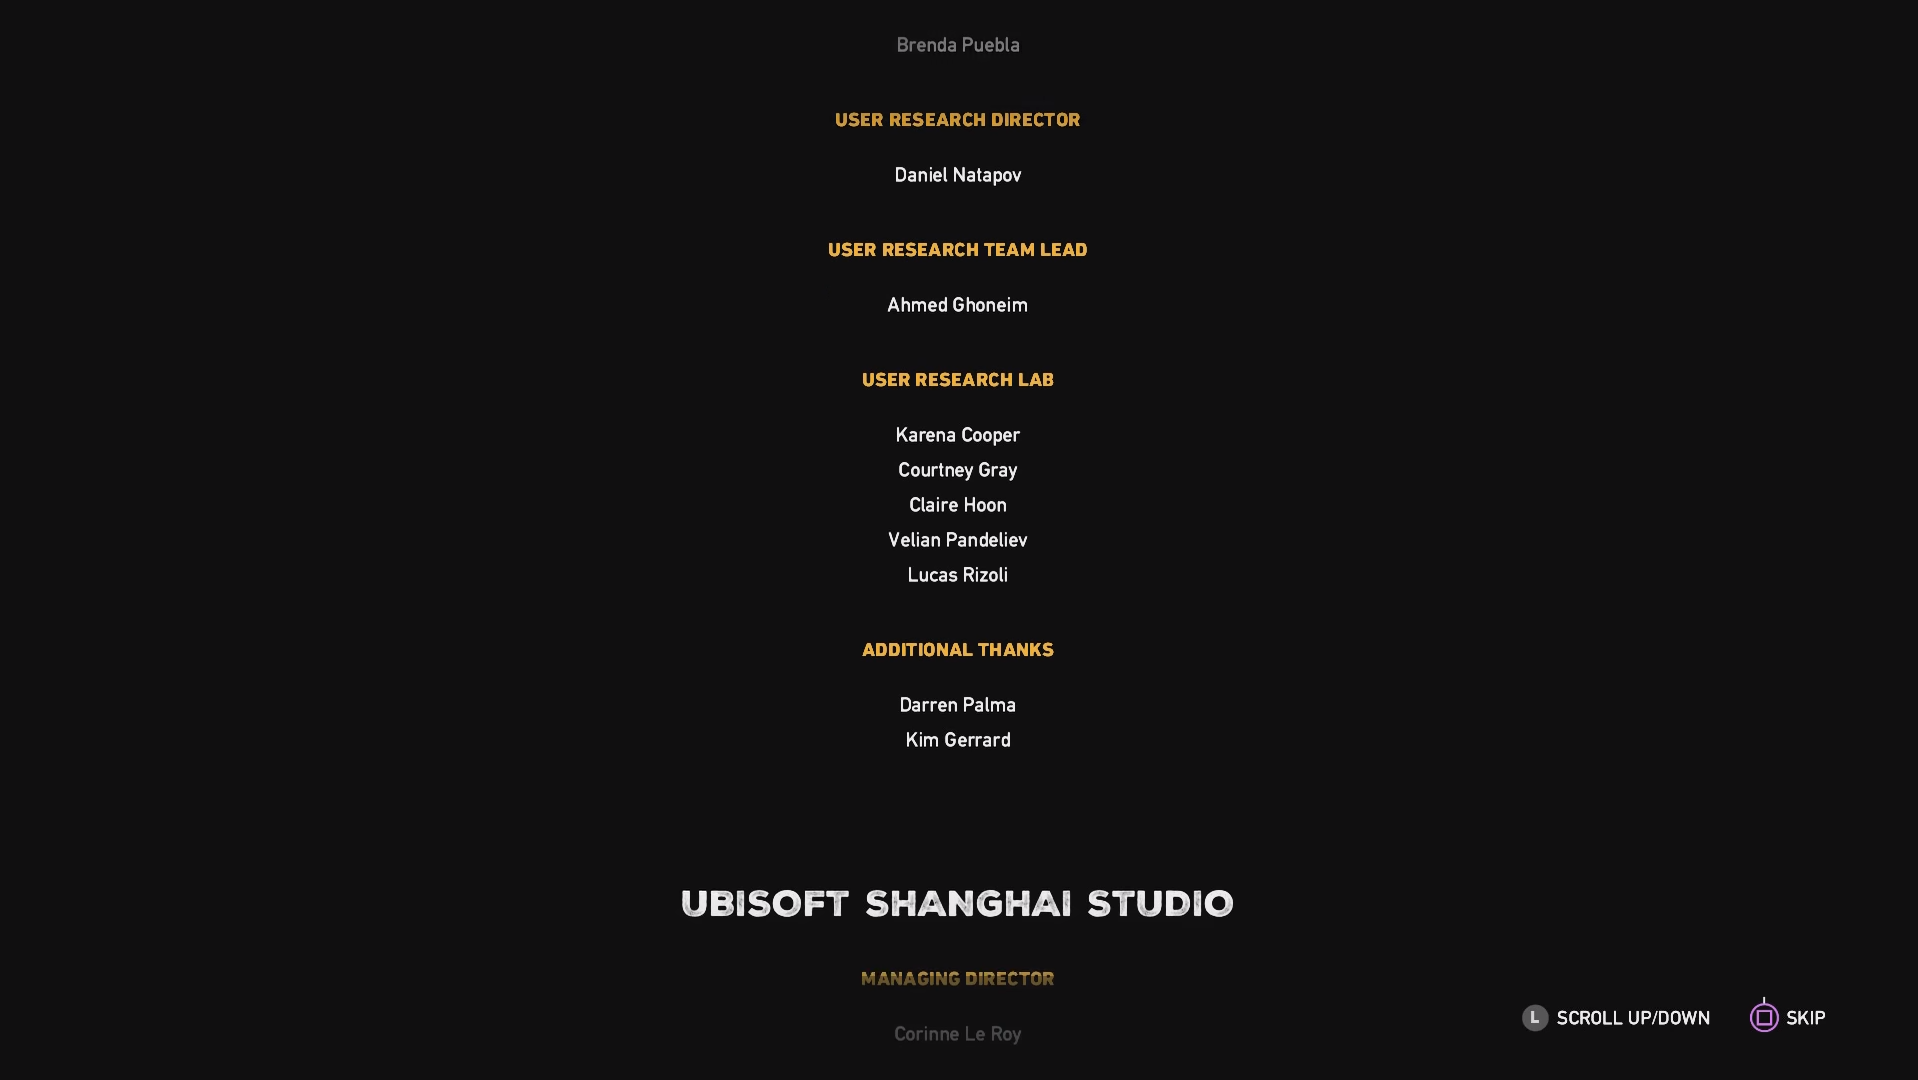 Brenda Puebla
USER RESEARCH DIRECTOR
Daniel Natapov
USER RESEARCH TEAM LEAD
Ahmed Ghoneim
USER RESEARCH LAB
Karena Cooper
Courtney Gray
Claire Hoon
Velian Pandeliev
Lucas Rizoli
ADDITIONAL THANKS
Darren Palma
Kim Gerrard
UBISOFT SHANGHAI STUDIO
MANAGING DIRECTOR
Corinne Le Roy
L SCROLL UP/DOWN SKIP